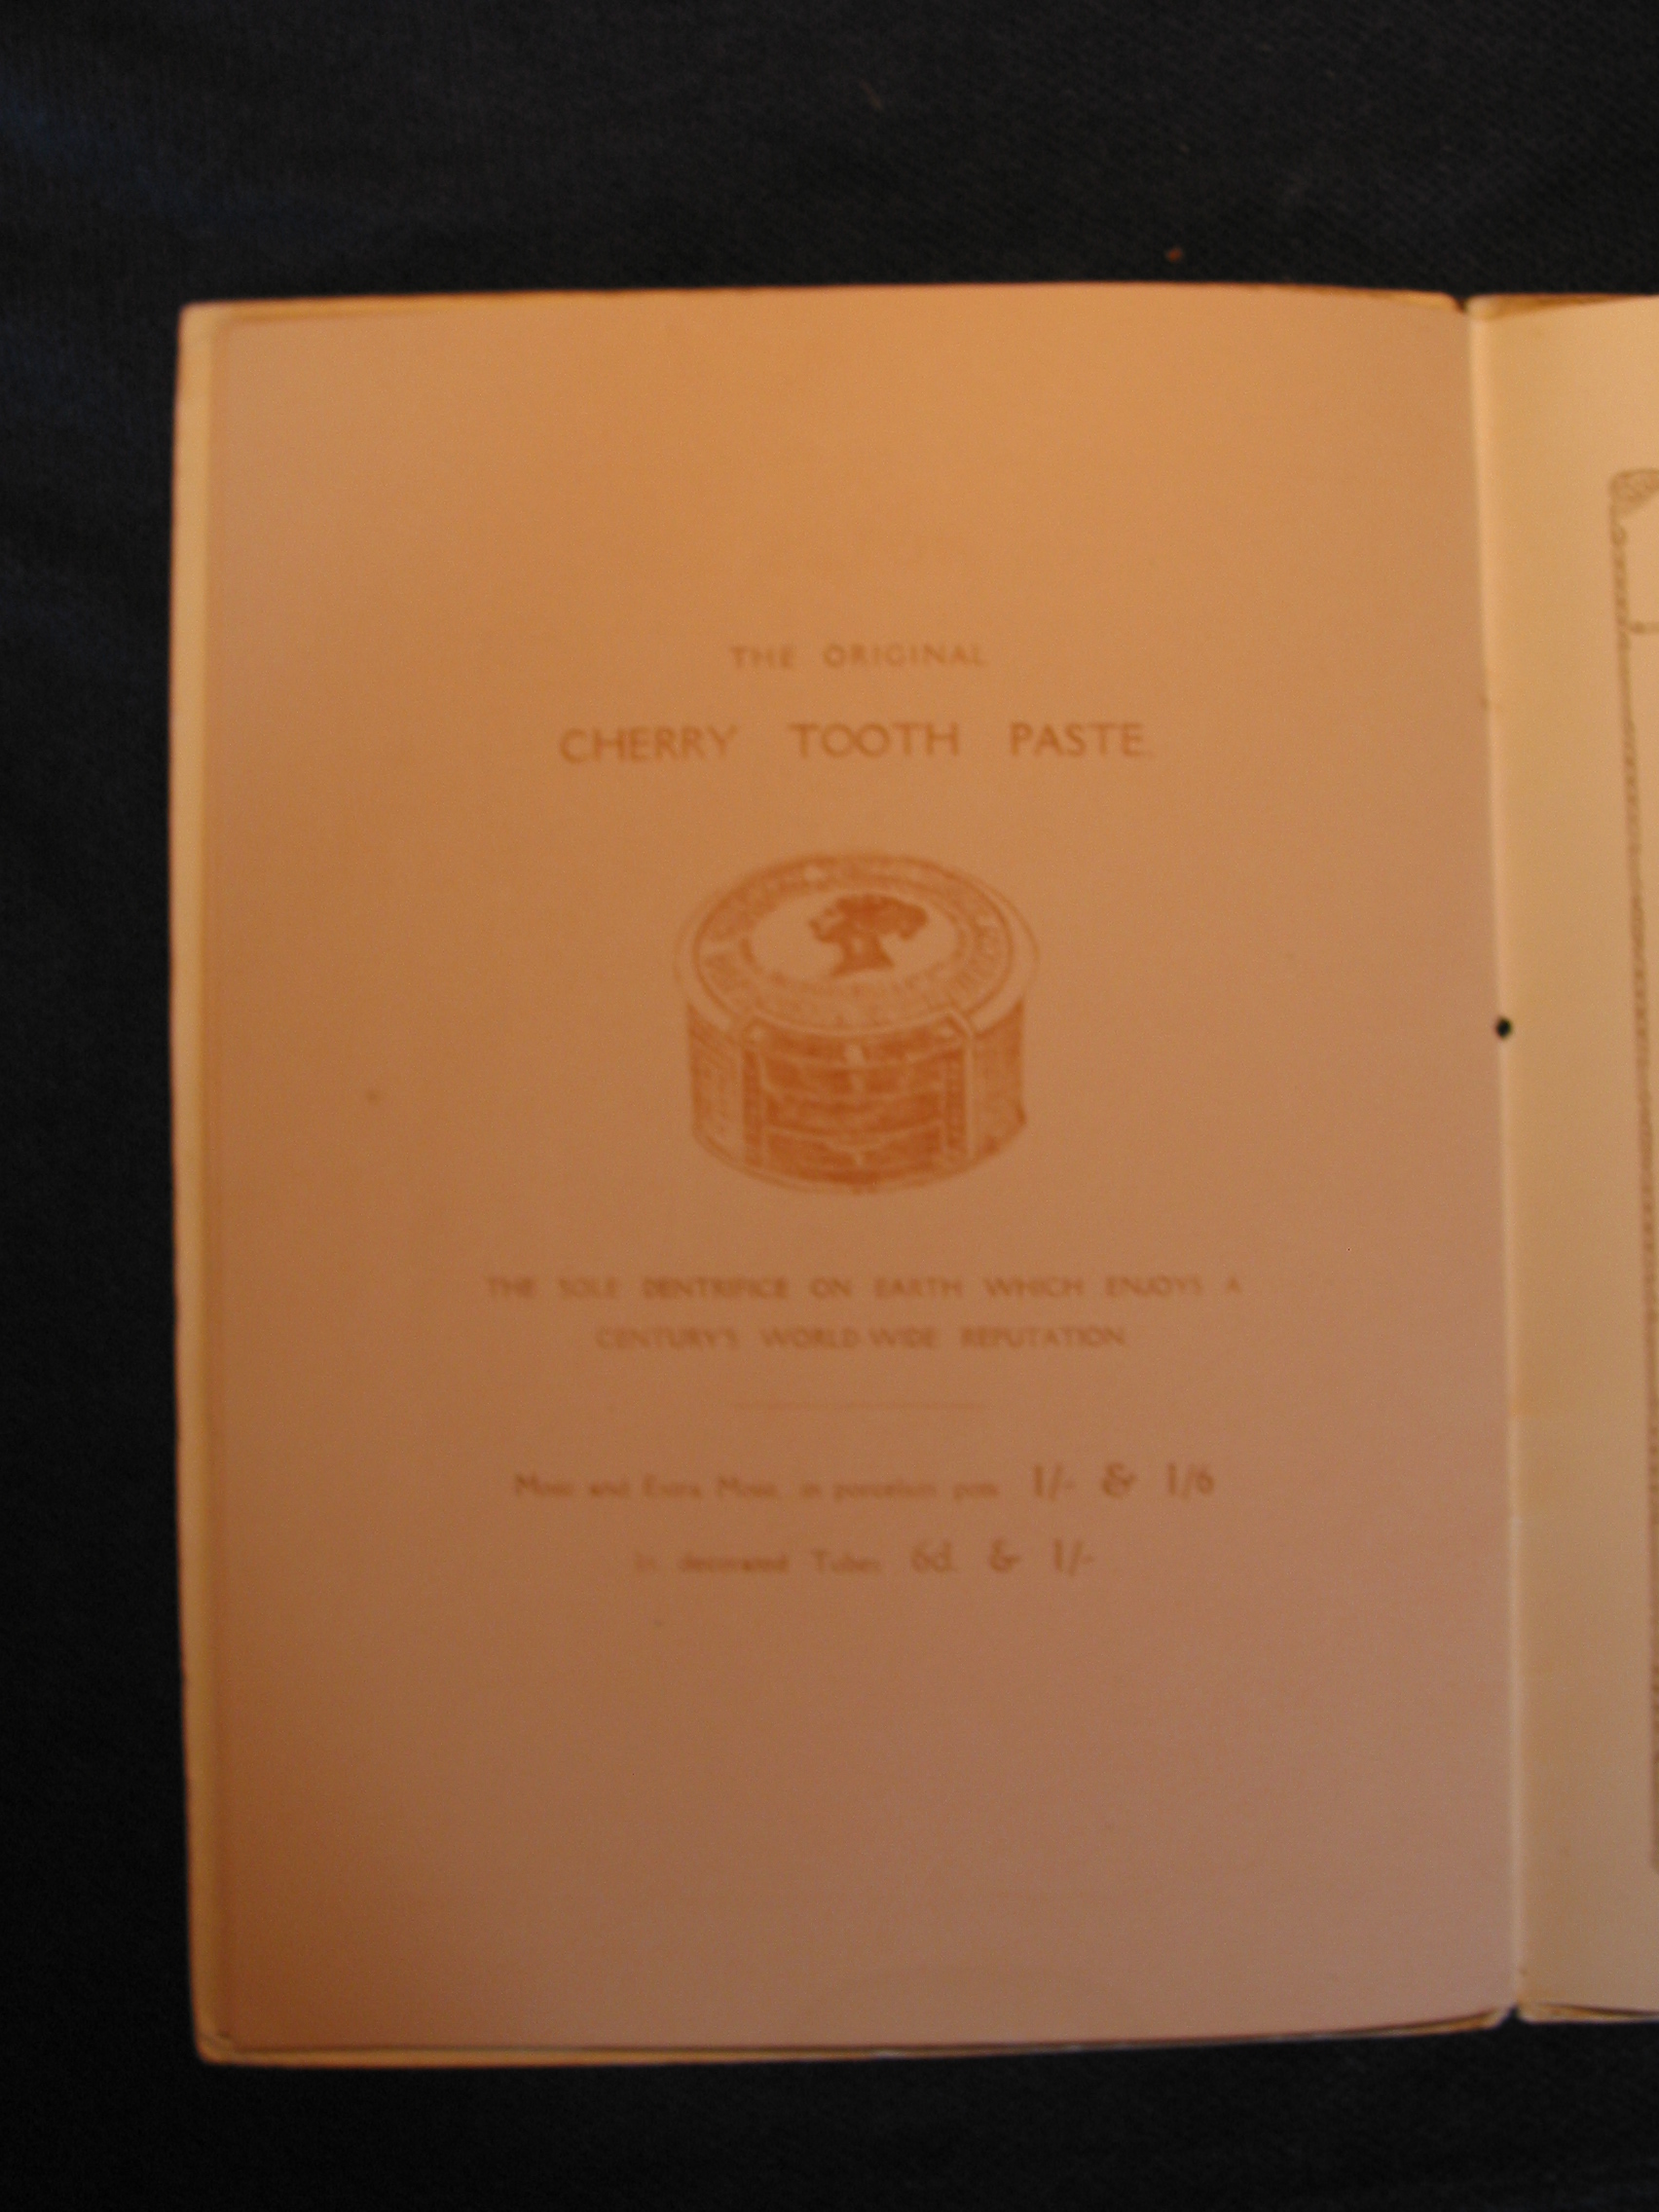 THE ORIGINAL
CHERRY TOOTH PASTE.
THE SOLE DENTRIFICE ON EARTH WHICH ENJOYS A
CENTURY'S WORLD-WIDE REPUTATION.
Moist and Extra Moist, in porcelain pots 1/- & 1/6
In decorated Tubes 6d. & 1/-